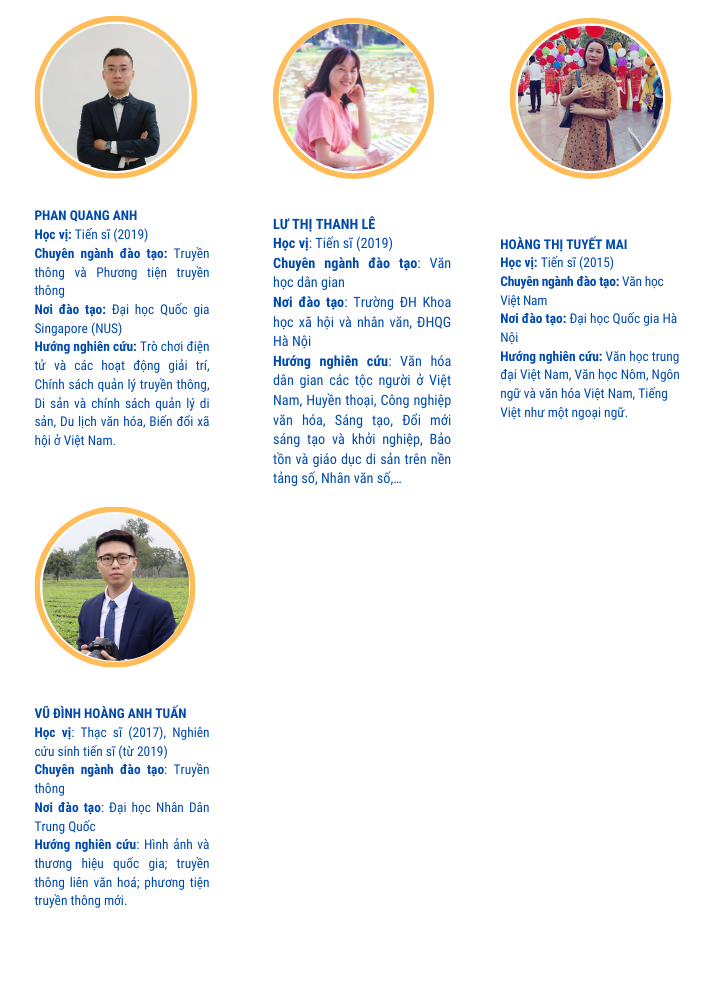 PHAN QUANG ANH
Học vị: Tiến sĩ (2019)
Chuyên ngành đào tạo: Truyền
thông và Phương tiện truyền
thông
Nơi đào tạo: Đại học Quốc gia
Singapore (NUS)
Hướng nghiên cứu: Trò chơi điện
tử và các hoạt động giải trí,
Chính sách quản lý truyền thông,
Di sản và chính sách quản lý di
sản, Du lịch văn hóa, Biến đổi xã
hội ở Việt Nam.
LƯ THỊ THANH LÊ
Học vị: Tiến sĩ (2019)
Chuyên ngành đào tạo: Văn
học dân gian
Nơi đào tạo: Trường ĐH Khoa
học xã hội và nhân văn, ĐHQG
Hà Nội
Hướng nghiên cứu: Văn hóa
dân gian các tộc người ở Việt
Nam, Huyền thoại, Công nghiệp
văn hóa, Sáng tạo, Đổi mới
sáng tạo và khởi nghiệp, Bảo
tồn và giáo dục di sản trên nền
tảng số, Nhân văn số,...
HOÀNG THỊ TUYẾT MAI
Học vị: Tiến sĩ (2015)
Chuyên ngành đào tạo: Văn học
Việt Nam
Nơi đào tạo: Đại học Quốc gia Hà
Nội
Hướng nghiên cứu: Văn học trung
đại Việt Nam, Văn học Nôm, Ngôn
ngữ và văn hóa Việt Nam, Tiếng
Việt như một ngoại ngữ.
VŨ ĐÌNH HOÀNG ANH TUẤN
Học vị: Thạc sĩ (2017), Nghiên
cứu sinh tiến sĩ (từ 2019)
Chuyên ngành đào tạo: Truyền
thông
Nơi đào tạo: Đại học Nhân Dân
Trung Quốc
Hướng nghiên cứu: Hình ảnh và
thương hiệu quốc gia; truyền
thông liên văn hoá; phương tiện
truyền thông mới.